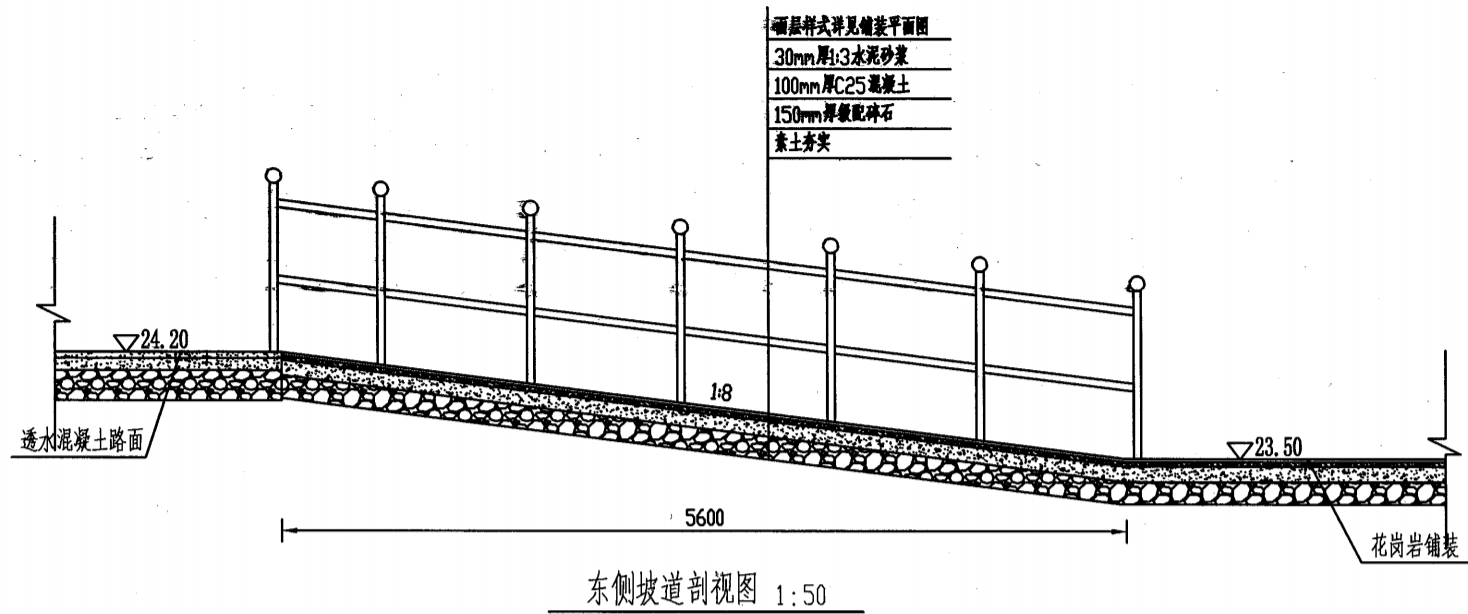 面层样式详见铺装平面图
30mm厚1:3水泥砂浆
100mm厚C25混凝土
150mm厚级配碎石
素土夯实
24.20
1:8
透水混凝土路面
23.50
5600
花岗岩铺装
东侧坡道剖视图 1:50